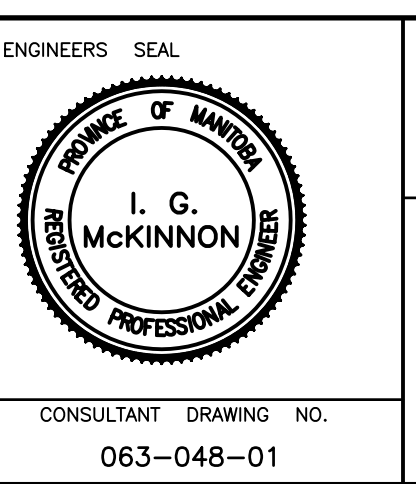 ENGINEERS SEAL
PROVINCE OF MANITOBA
I. G.
McKINNON
REGISTERED PROFESSIONAL ENGINEER
CONSULTANT DRAWING NO.
063-048-01